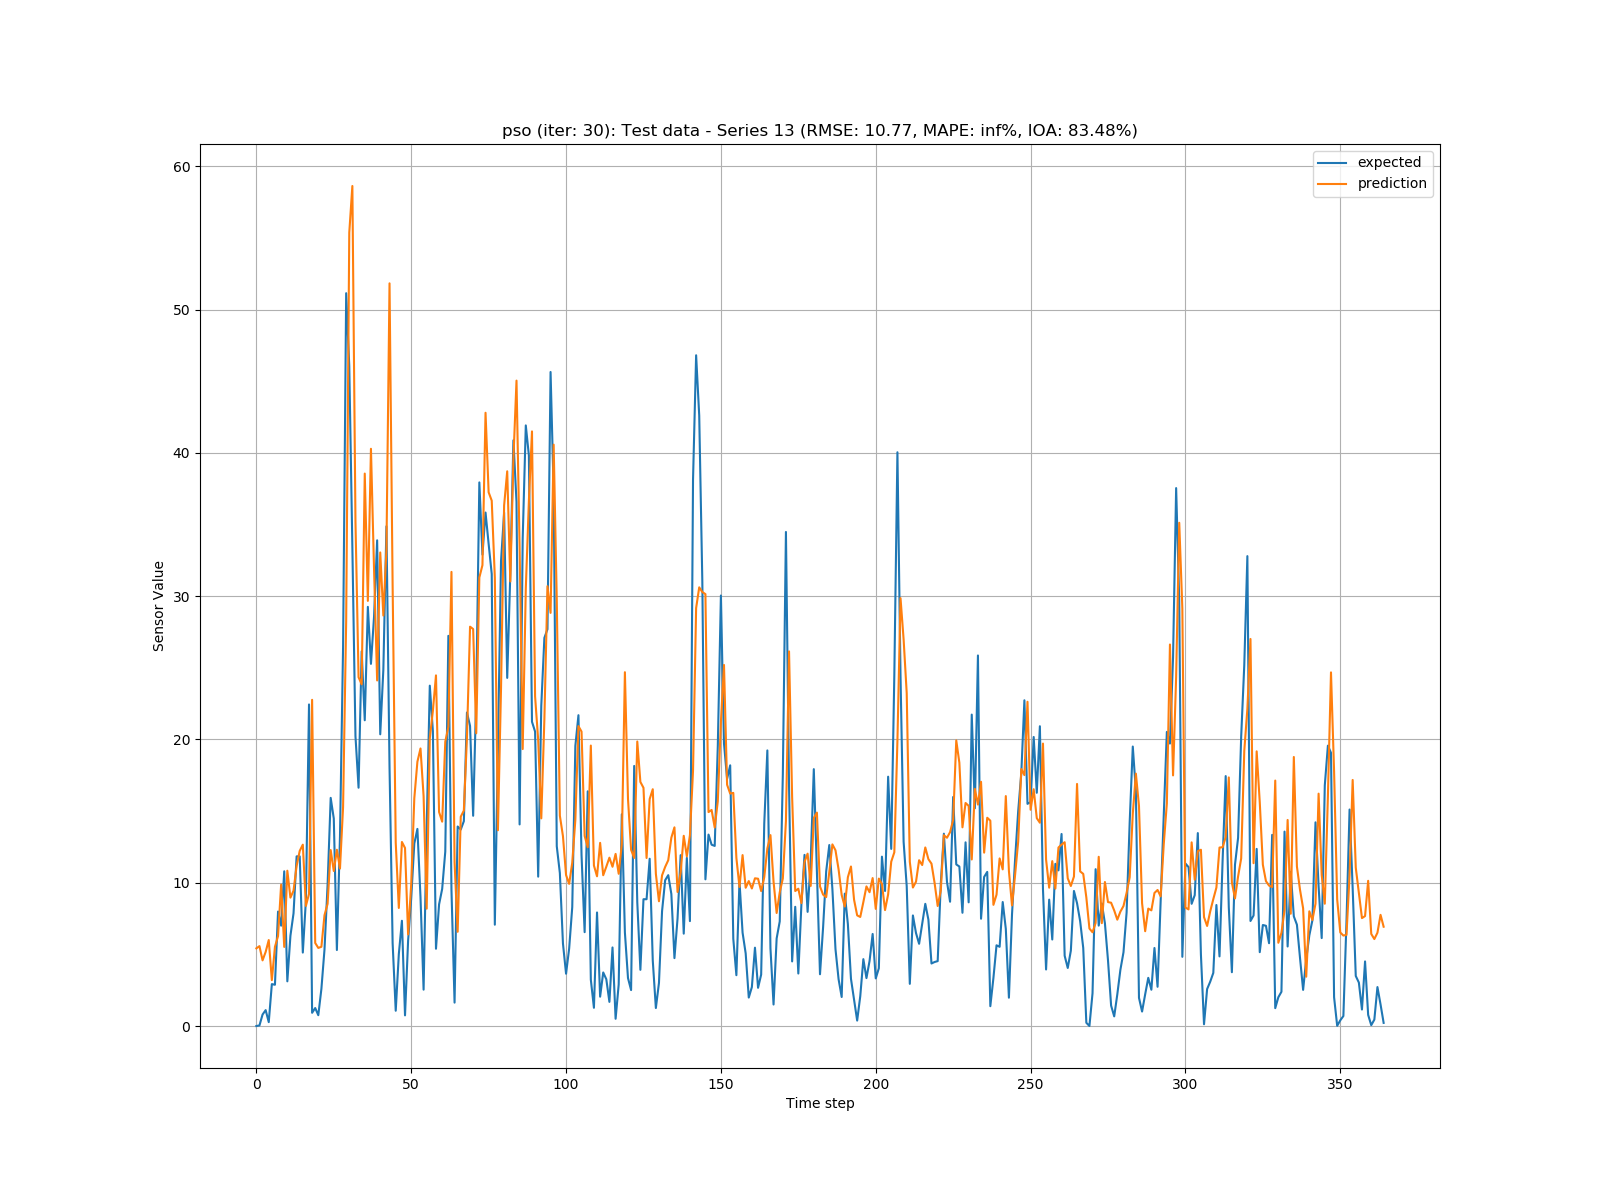 pso (iter: 30): Test data - Series 13 (RMSE: 10.77, MAPE: inf%, IOA: 83.48%)
expected
prediction
60
50
40
30
20
10
0
Sensor Value
0 50 100 150 200 250 300 350
Time step